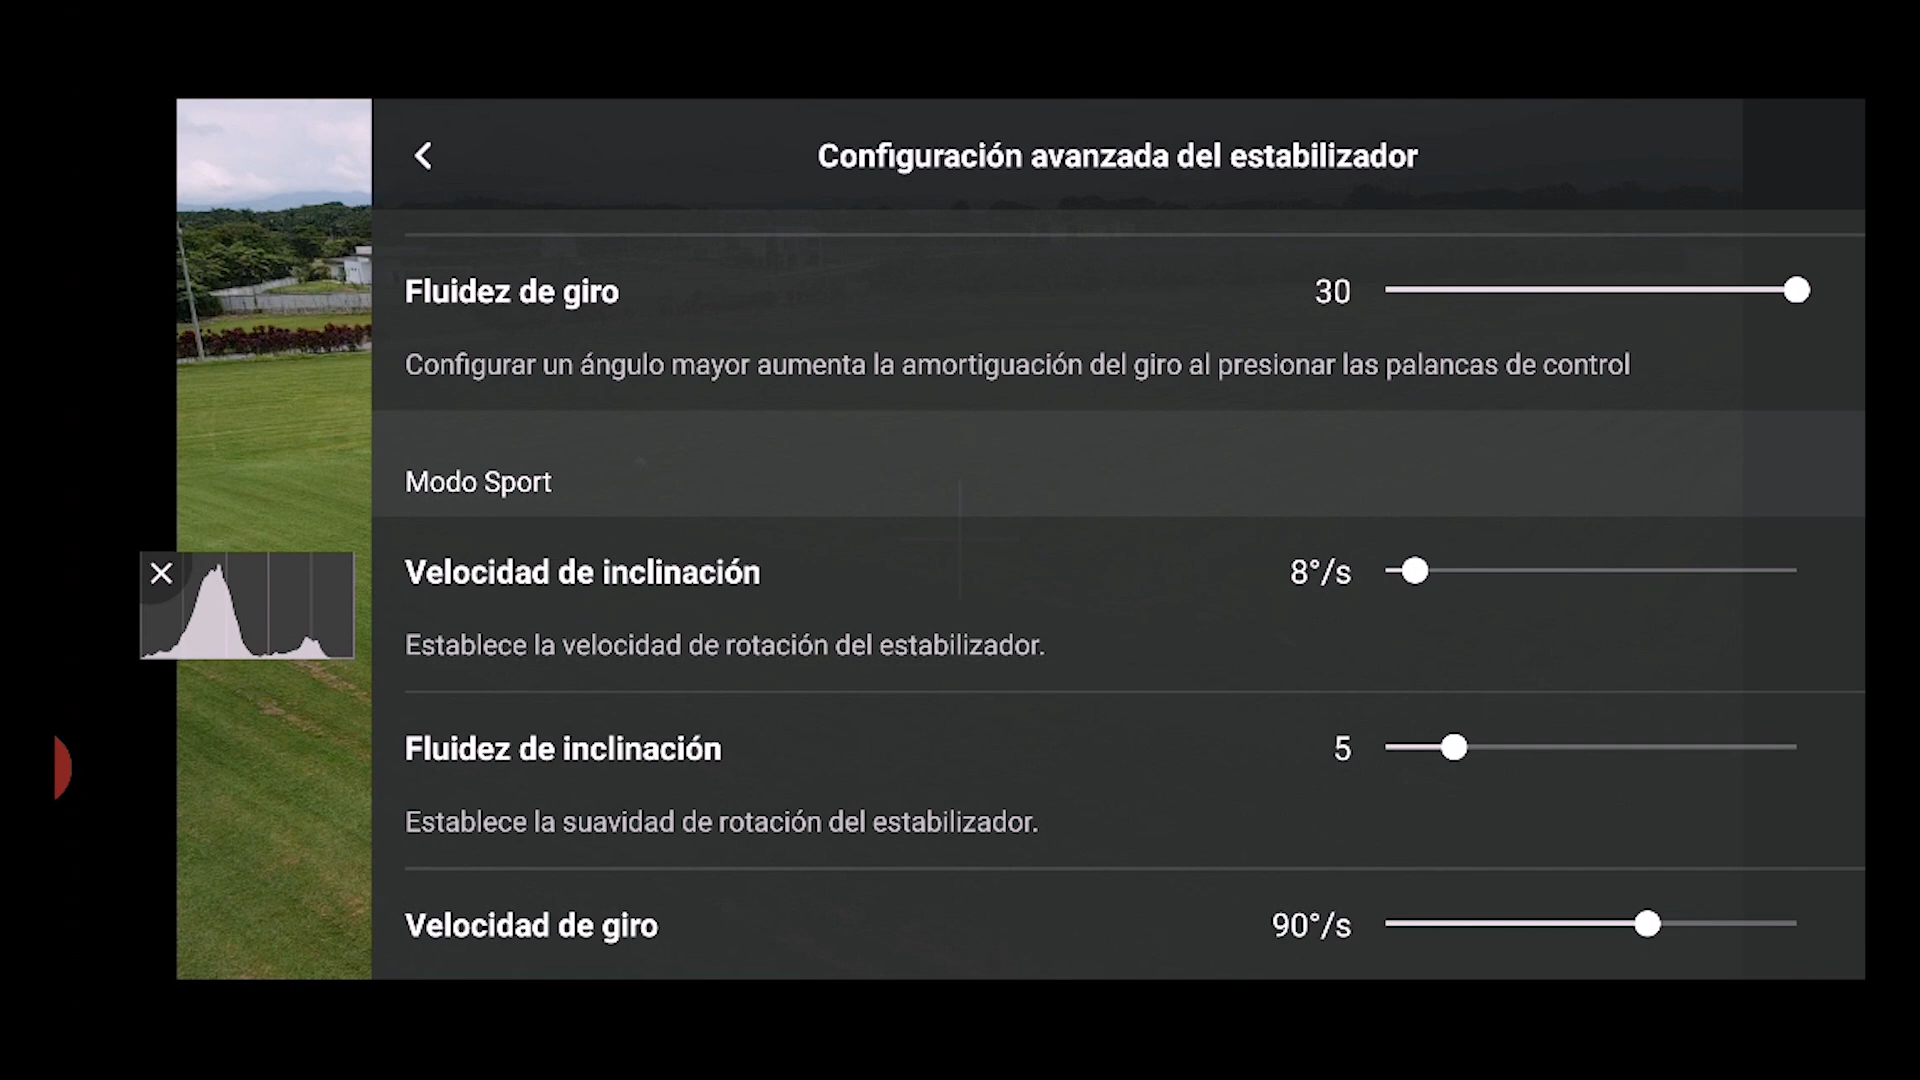 Configuración avanzada del estabilizador
Fluidez de giro 30
Configurar un ángulo mayor aumenta la amortiguación del giro al presionar las palancas de control
Modo Sport
Velocidad de inclinación 8°/s
Establece la velocidad de rotación del estabilizador.
Fluidez de inclinación 5
Establece la suavidad de rotación del estabilizador.
Velocidad de giro 90°/s